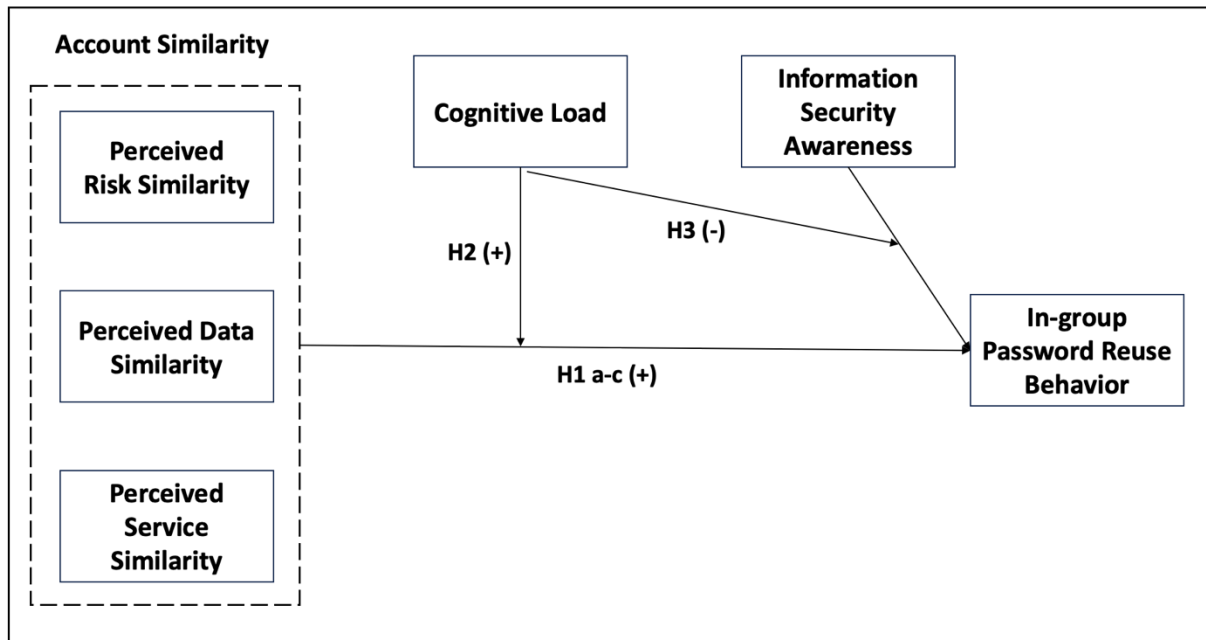 Account Similarity
Perceived
Risk Similarity
Perceived Data
Similarity
Perceived
Service
Similarity
Cognitive Load
Information
Security
Awareness
H2 (+)
H3 (-)
H1 a-c (+)
In-group
Password Reuse
Behavior